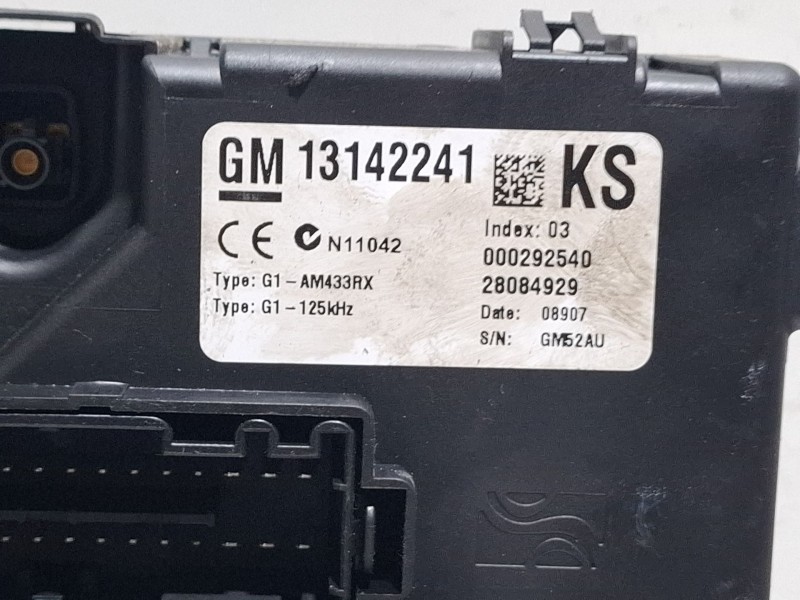 GM 13142241 KS
CE N11042
Index: 03
000292540
Type: G1-AM433RX
28084929
Type: G1-125kHz
Date: 08907
S/N: GM52AU